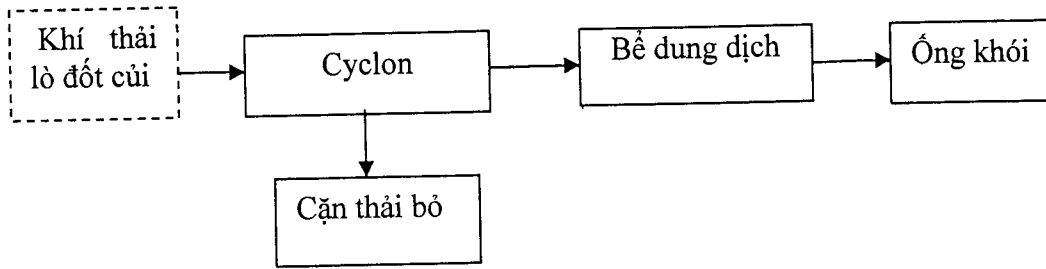 Khí thải
lò đốt củi
Cyclon
Bể dung dịch
Ống khói
Cặn thải bỏ